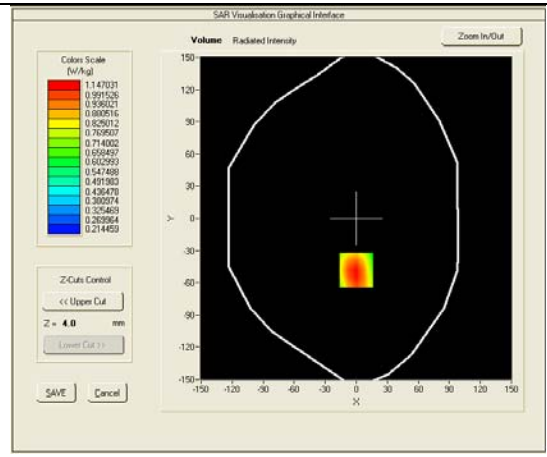 SAR Visualisation Graphical Interface
Volume Radiated Intensity
Zoom In/Out
Colors Scale
(W/kg)
1.147031
0.991526
0.936021
0.880516
0.825012
0.769507
0.714002
0.658497
0.602993
0.547488
0.491983
0.436478
0.380974
0.325469
0.269964
0.214459
Z-Cuts Control
<< Upper Cut
Z = 4.0 mm
Lower Cut >>
SAVE Cancel
150
90
60
30
0
-30
-60
-90
-120
-150
Y
-150 -120 -90 -60 -30 0 30 60 90 120 150
X